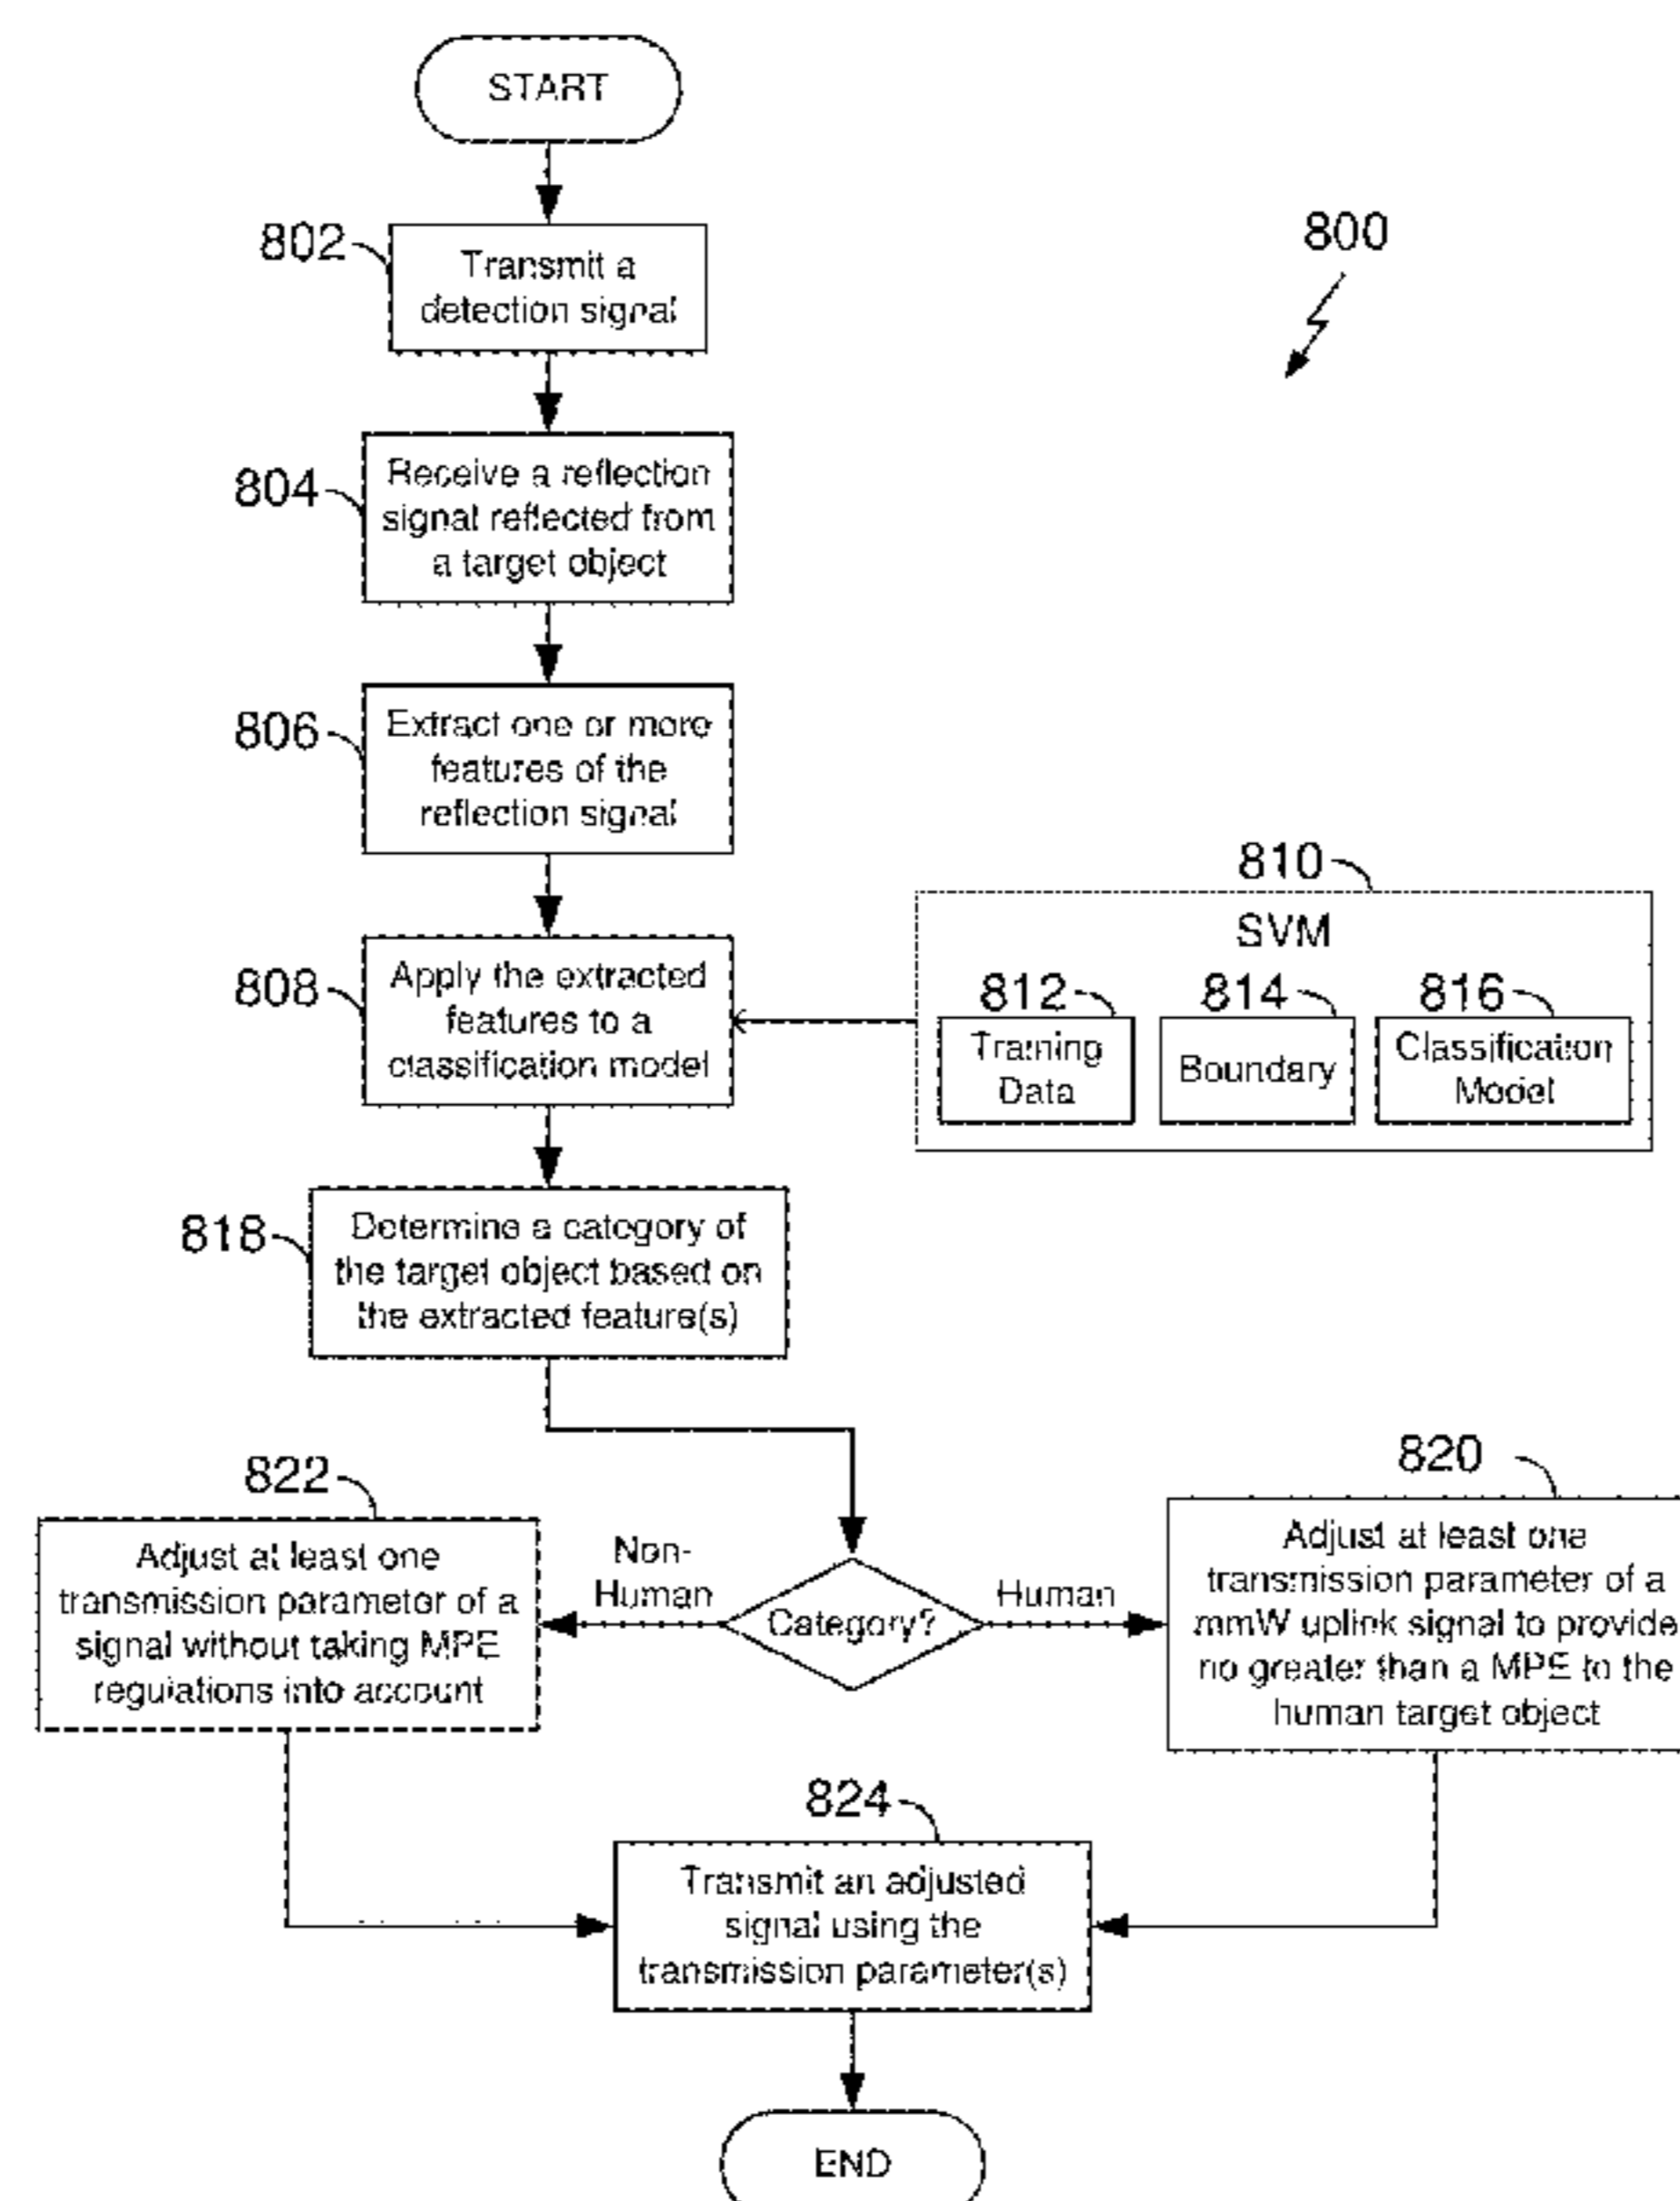 START
800
802
Transmit a
detection signal
804
Receive a reflection
signal reflected from
a target object
806
Extract one or more
features of the
reflection signal
810
SVM
808
Apply the extracted
features to a
classification model
812
Training
Data
814
Boundary
816
Classification
Model
818
Determine a category of
the target object based on
the extracted feature(s)
822
Adjust at least one
transmission parameter of a
signal without taking MPE
regulations into account
Non-
Human
Category?
Human
820
Adjust at least one
transmission parameter of a
mmW uplink signal to provide
no greater than a MPE to the
human target object
824
Transmit an adjusted
signal using the
transmission parameter(s)
END